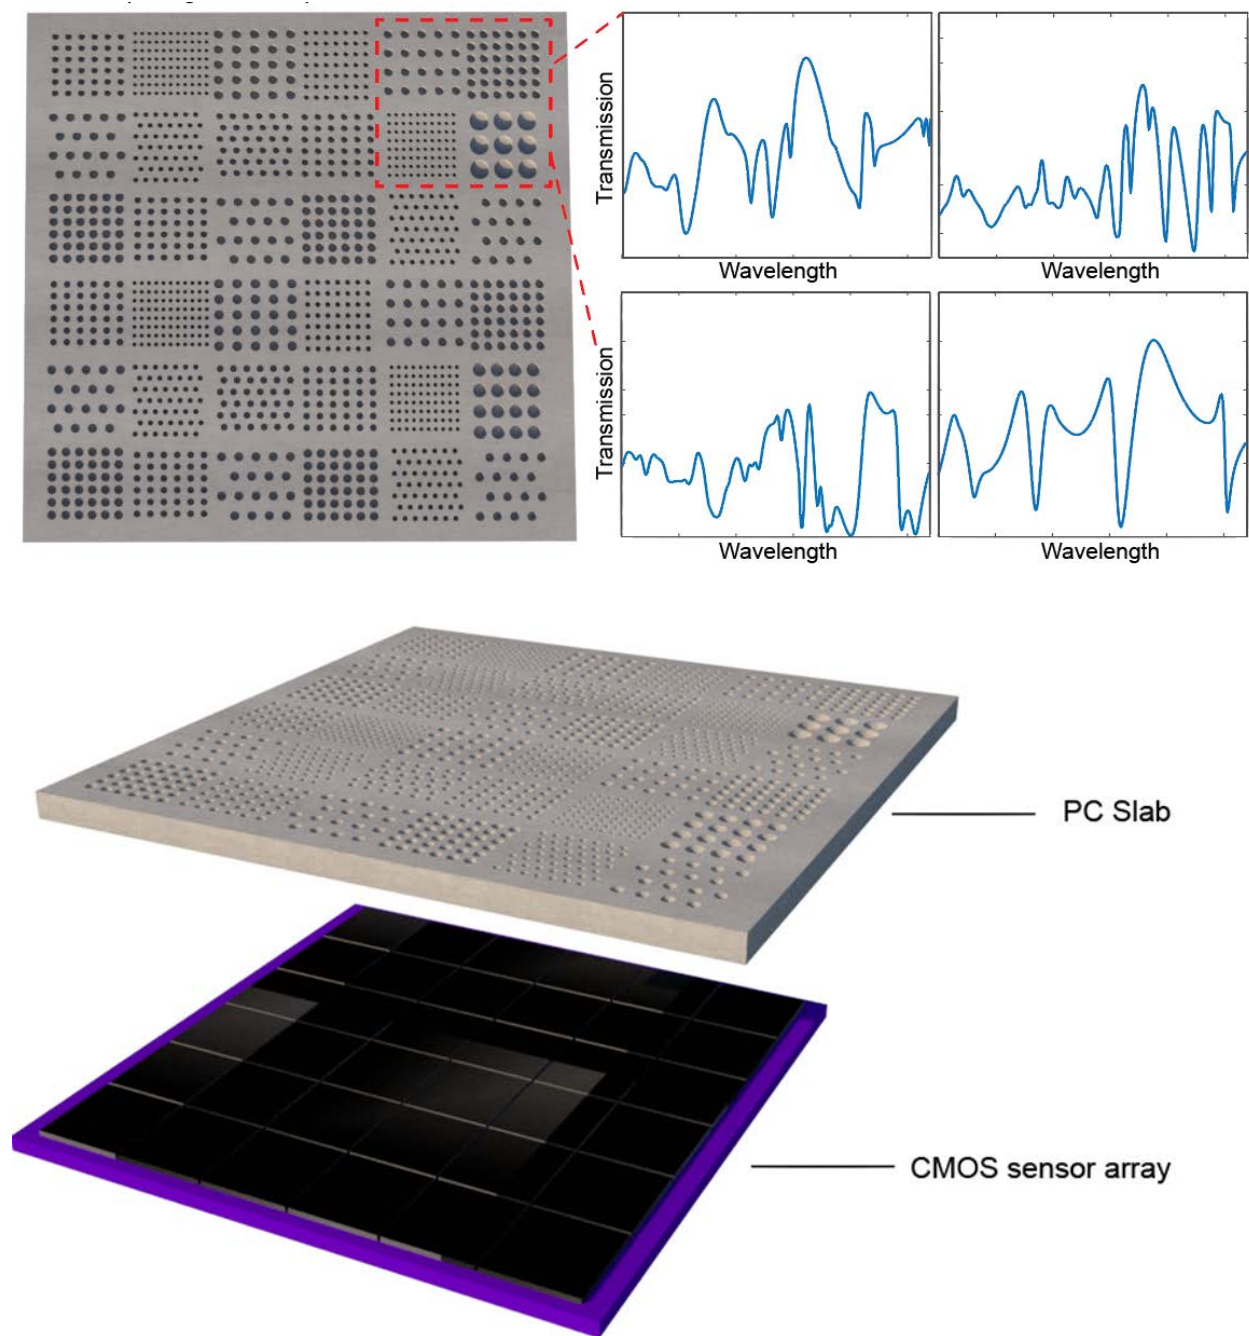 Transmission
Wavelength
Wavelength
Transmission
Wavelength
Wavelength
PC Slab
CMOS sensor array